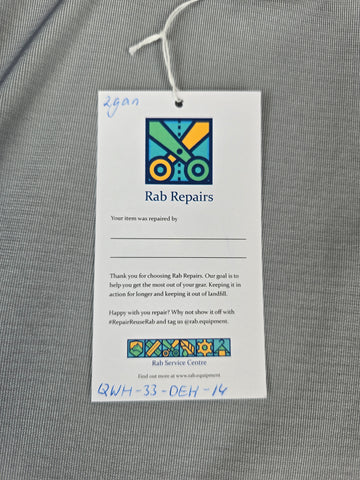 Rab Repairs
Your item was repaired by
Thank you for choosing Rab Repairs. Our goal is to
help you get the most out of your gear. Keeping it in
action for longer and keeping it out of landfill.
Happy with you repair? Why not show it off with
#RepairReuseRab and tag us @rab.equipment.
Rab Service Centre
Find out more at www.rab.equipment
QWH-33-DEH-14